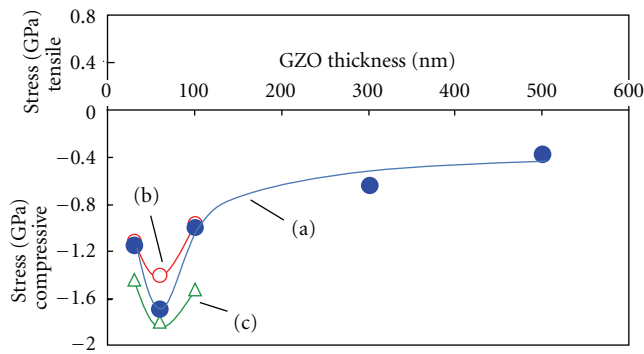 0.8
0.4
0
Stress (GPa)
tensile
GZO thickness (nm)
0 100 200 300 400 500 600
−0.4
−0.8
−1.2
−1.6
−2
Stress (GPa)
compressive
(b)
(a)
(c)